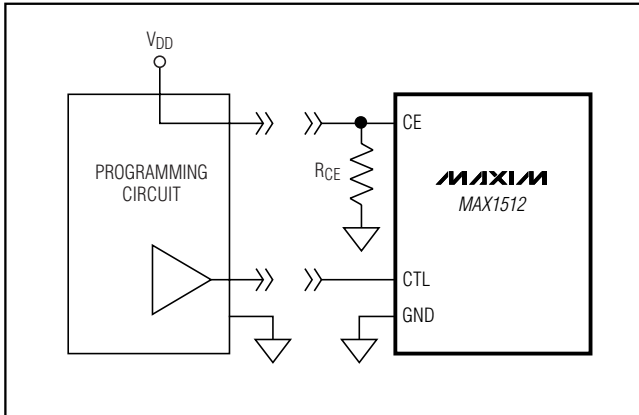 VDD
PROGRAMMING
CIRCUIT
CE
RCE
MAXIM
MAX1512
CTL
GND